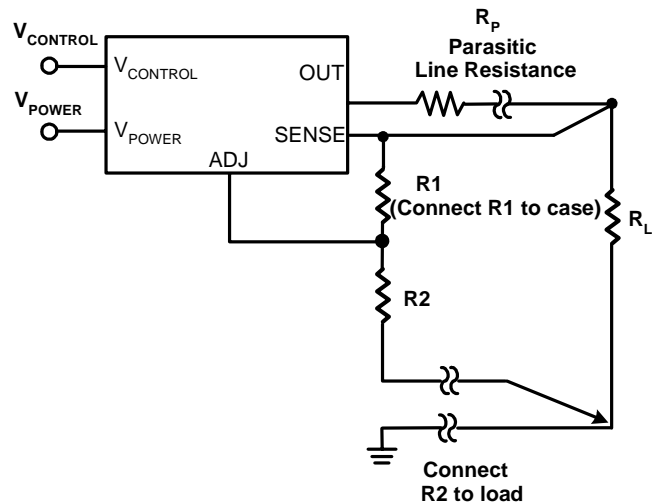 V_CONTROL
V_POWER
V_CONTROL
V_POWER
OUT
SENSE
ADJ
R_P
Parasitic
Line Resistance
R1
(Connect R1 to case)
R_L
R2
Connect
R2 to load